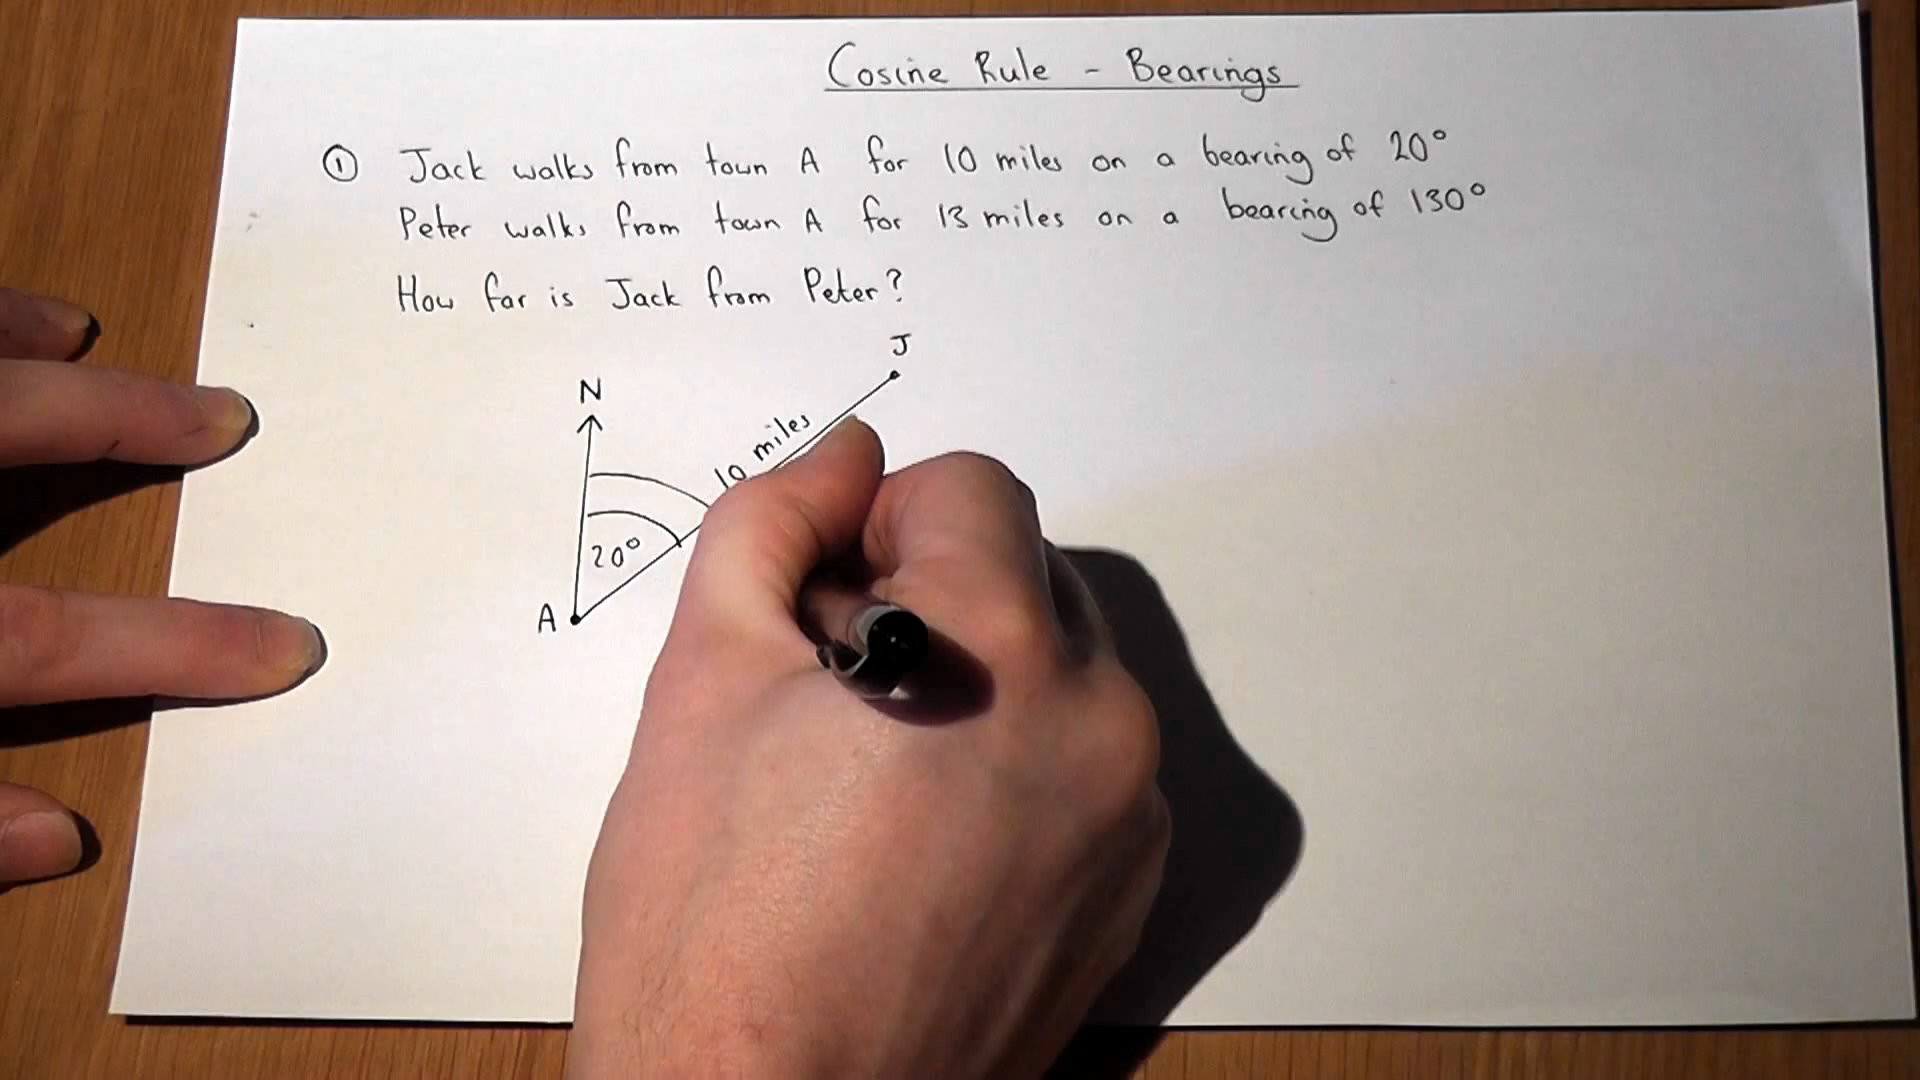 Cosine Rule - Bearings
① Jack walks from town A for 10 miles on a bearing of 20°
Peter walks from town A for 13 miles on a bearing of 130°
How far is Jack from Peter?
J
N
10 miles
20°
A